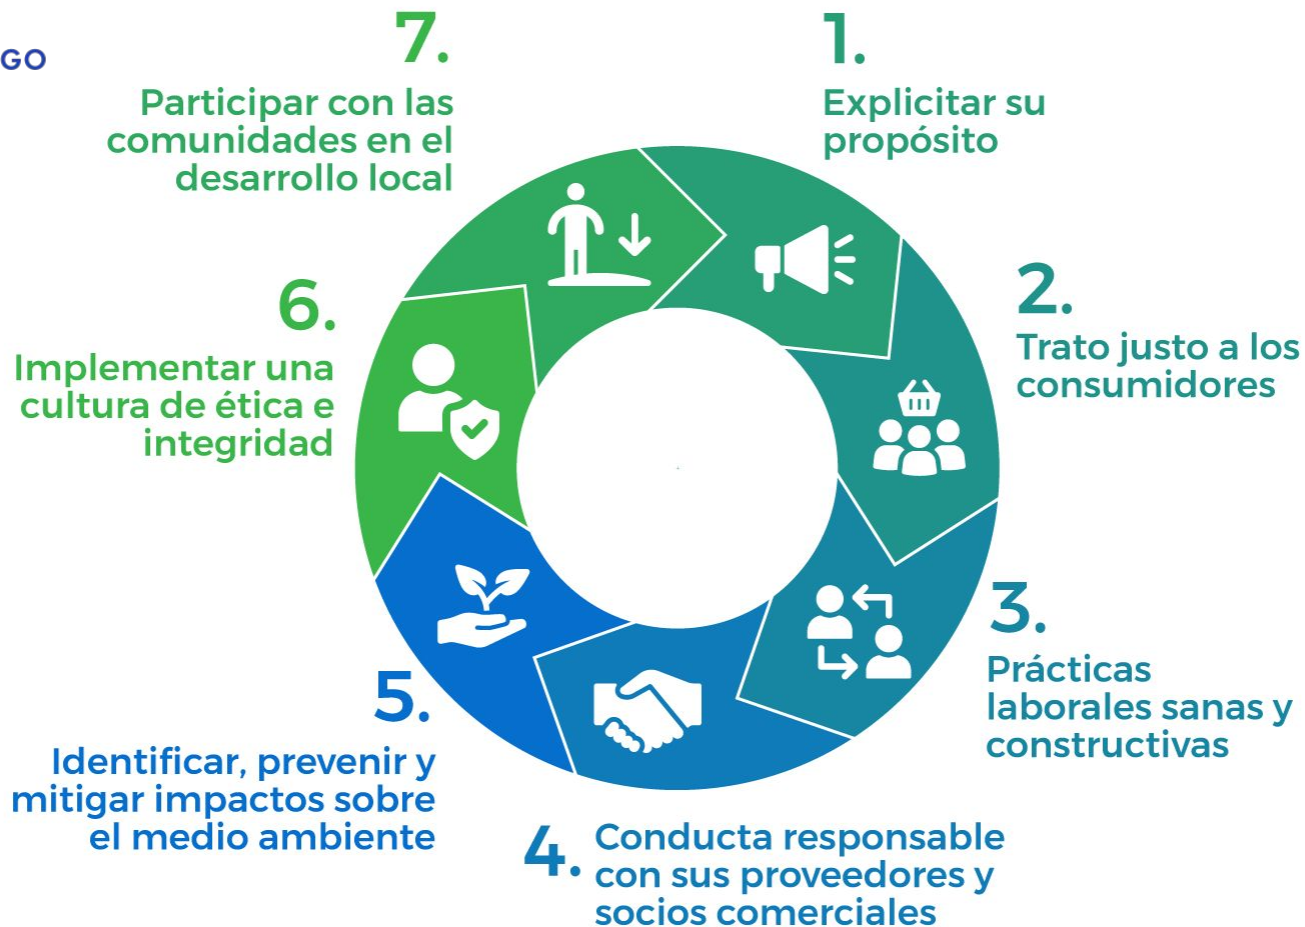 GO
1.
Explicitar su
propósito
2.
Trato justo a los
consumidores
3.
Prácticas
laborales sanas y
constructivas
4.
Conducta responsable
con sus proveedores y
socios comerciales
5.
Identificar, prevenir y
mitigar impactos sobre
el medio ambiente
6.
Implementar una
cultura de ética e
integridad
7.
Participar con las
comunidades en el
desarrollo local